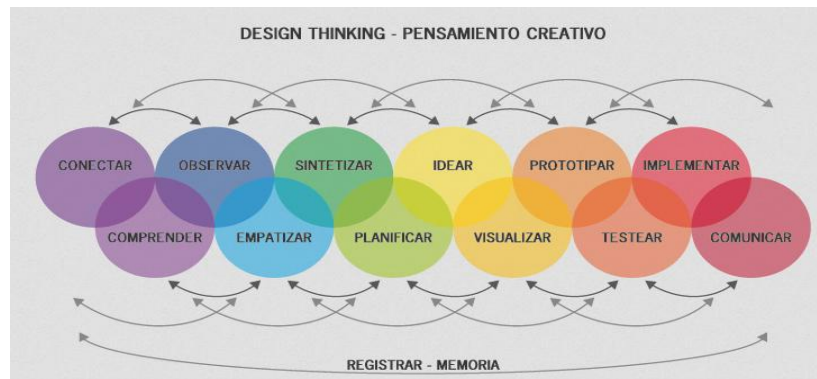 DESIGN THINKING - PENSAMIENTO CREATIVO
CONECTAR OBSERVAR SINTETIZAR IDEAR PROTOTIPAR IMPLEMENTAR
COMPRENDER EMPATIZAR PLANIFICAR VISUALIZAR TESTEAR COMUNICAR
REGISTRAR - MEMORIA